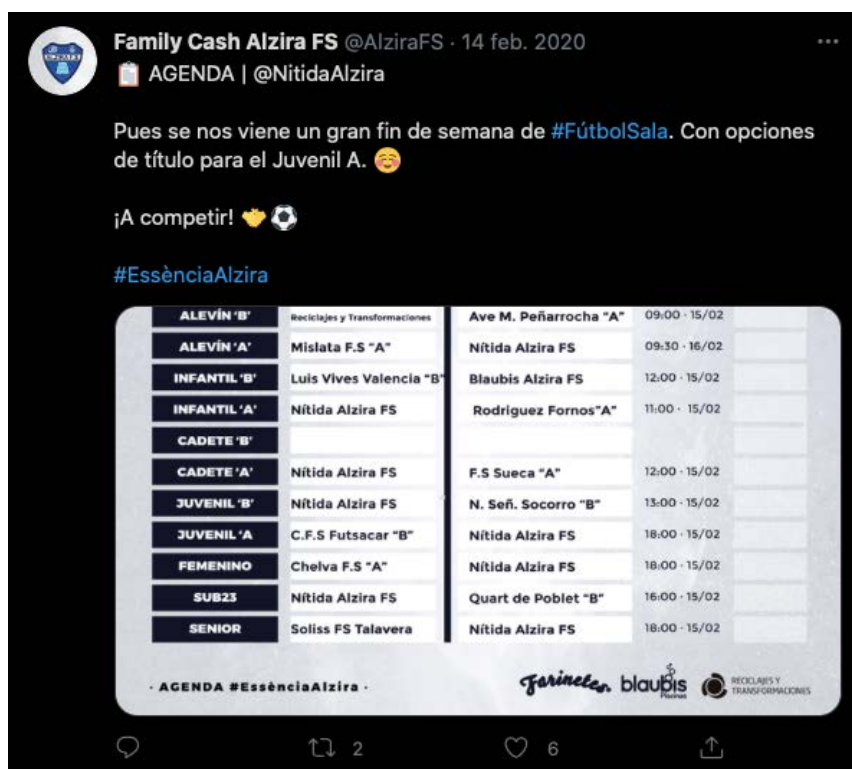 Family Cash Alzira FS @AlziraFS · 14 feb. 2020
AGENDA | @NitidaAlzira
Pues se nos viene un gran fin de semana de #FútbolSala. Con opciones
de título para el Juvenil A.
¡A competir!
#EssènciaAlzira
ALEVÍN 'B' Reciclajes y Transformaciones Ave M. Peñarrocha "A" 09:00 · 15/02
ALEVÍN 'A' Mislata F.S "A" Nítida Alzira FS 09:30 · 16/02
INFANTIL 'B' Luis Vives Valencia "B" Blaubis Alzira FS 12:00 · 15/02
INFANTIL 'A' Nítida Alzira FS Rodriguez Fornos"A" 11:00 · 15/02
CADETE 'B'
CADETE 'A' Nítida Alzira FS F.S Sueca "A" 12:00 · 15/02
JUVENIL 'B' Nítida Alzira FS N. Señ. Socorro "B" 13:00 · 15/02
JUVENIL 'A C.F.S Futsacar "B" Nítida Alzira FS 18:00 · 15/02
FEMENINO Chelva F.S "A" Nítida Alzira FS 18:00 · 15/02
SUB23 Nítida Alzira FS Quart de Poblet "B" 16:00 · 15/02
SENIOR Soliss FS Talavera Nítida Alzira FS 18:00 · 15/02
· AGENDA #EssènciaAlzira ·
Farinetes blaubis Piscinas RECICLAJES Y
TRANSFORMACIONES
2 6